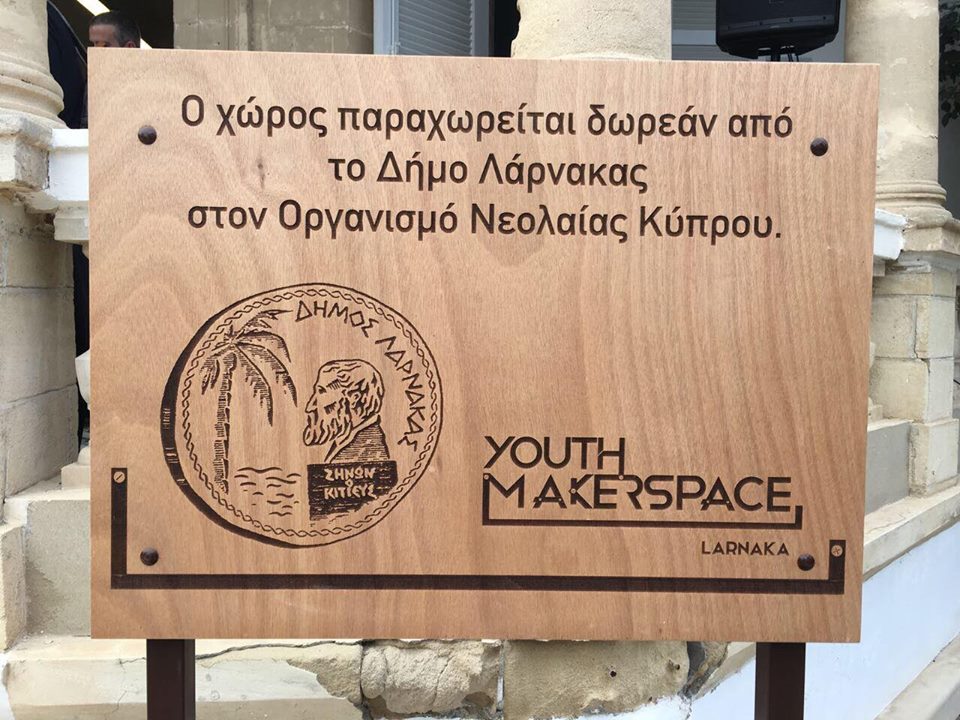 Ο χώρος παραχωρείται δωρεάν από
το Δήμο Λάρνακας
στον Οργανισμό Νεολαίας Κύπρου.
ΔΗΜΟΣ ΛΑΡΝΑΚΑΣ
ΖΗΝΩΝ
Ο
ΚΙΤΙΕΥΣ
YOUTH
MAKERSPACE
LARNAKA